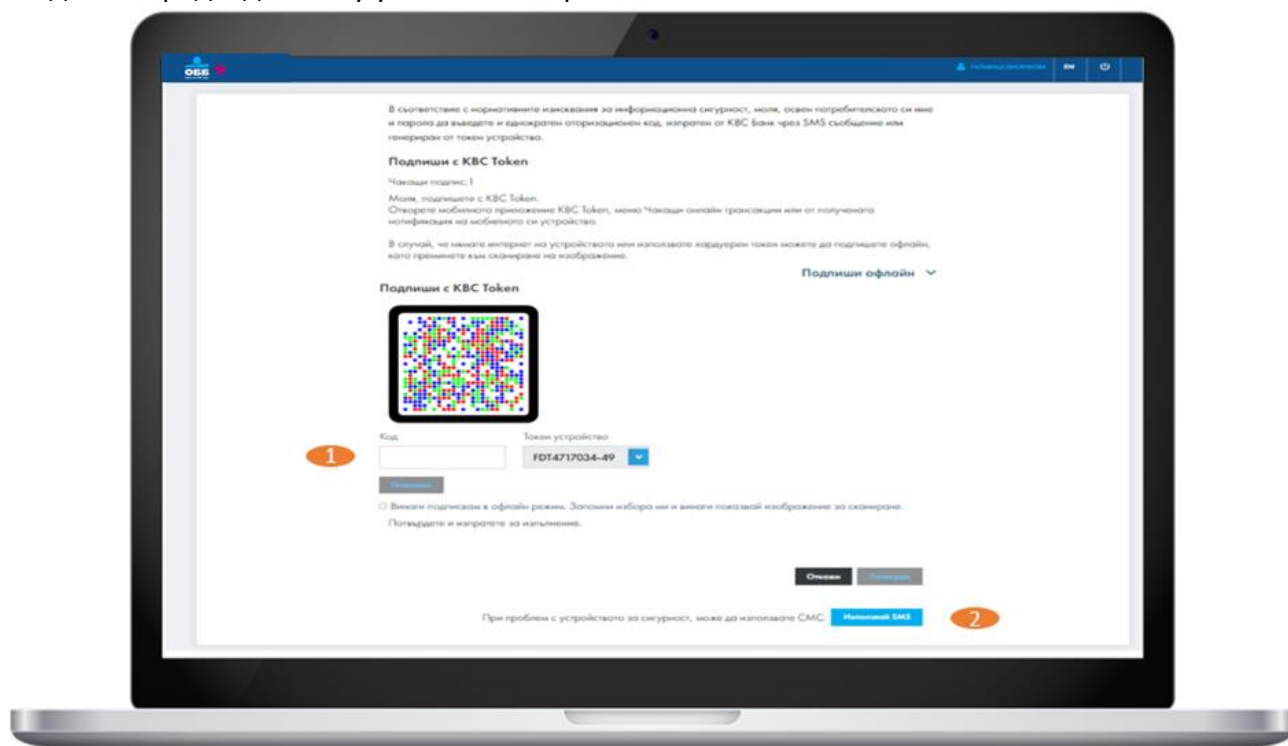 ОББ
EN
В съответствие с нормативните изисквания за информационна сигурност, моля, освен потребителското си име
и парола да въведете и еднократен оторизационен код, изпратен от КВС Банк чрез SMS съобщение или
генериран от токен устройство.
Подпиши с KBC Token
Чакащи подпис: 1
Моля, подпишете с KBC Token.
Отворете мобилното приложение KBC Token, меню Чакащи онлайн трансакции или от получената
нотификация на мобилното си устройство.
В случай, че нямате интернет на устройството или използвате хардуерен токен можете да подпишете офлайн,
като преминете към сканиране на изображение.
Подпиши офлайн
Подпиши с KBC Token
Код
Токен устройство
1
FDT4717034-49
Подпиши
Винаги подписвам в офлайн режим. Запомни избора ми и винаги показвай изображение за сканиране.
Потвърдете и изпратете за изпълнение.
Откажи
Потвърди
При проблем с устройството за сигурност, може да използвате СМС.
Използвай SMS
2